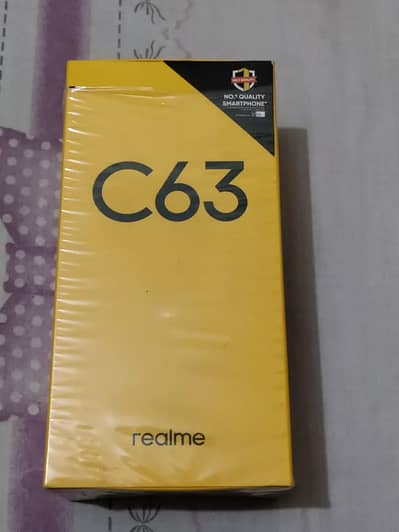 NO.1 QUALITY
SMARTPHONE*
C63
realme